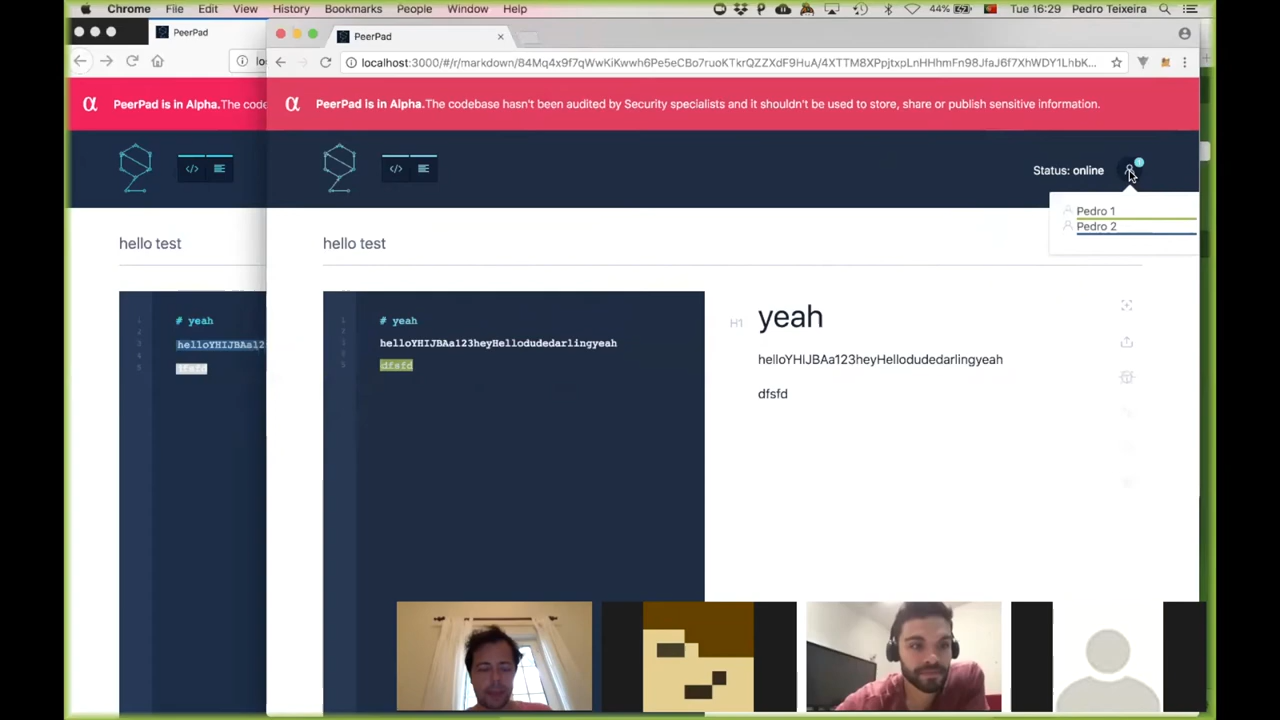 Chrome File Edit View History Bookmarks People Window Help 44% Tue 16:29 Pedro Teixeira
PeerPad
PeerPad
localhost:3000/#/r/markdown/
α PeerPad is in Alpha. The code
α PeerPad is in Alpha. The codebase hasn't been audited by Security specialists and it shouldn't be used to store, share or publish sensitive information.
Status: online
1
Pedro 1
Pedro 2
hello test
hello test
# yeah
1 # yeah
helloYHIJBAa12
helloYHIJBAa123heyHellodudedarlingyeah
dfsfd
H1 yeah
helloYHIJBAa123heyHellodudedarlingyeah
dfsfd